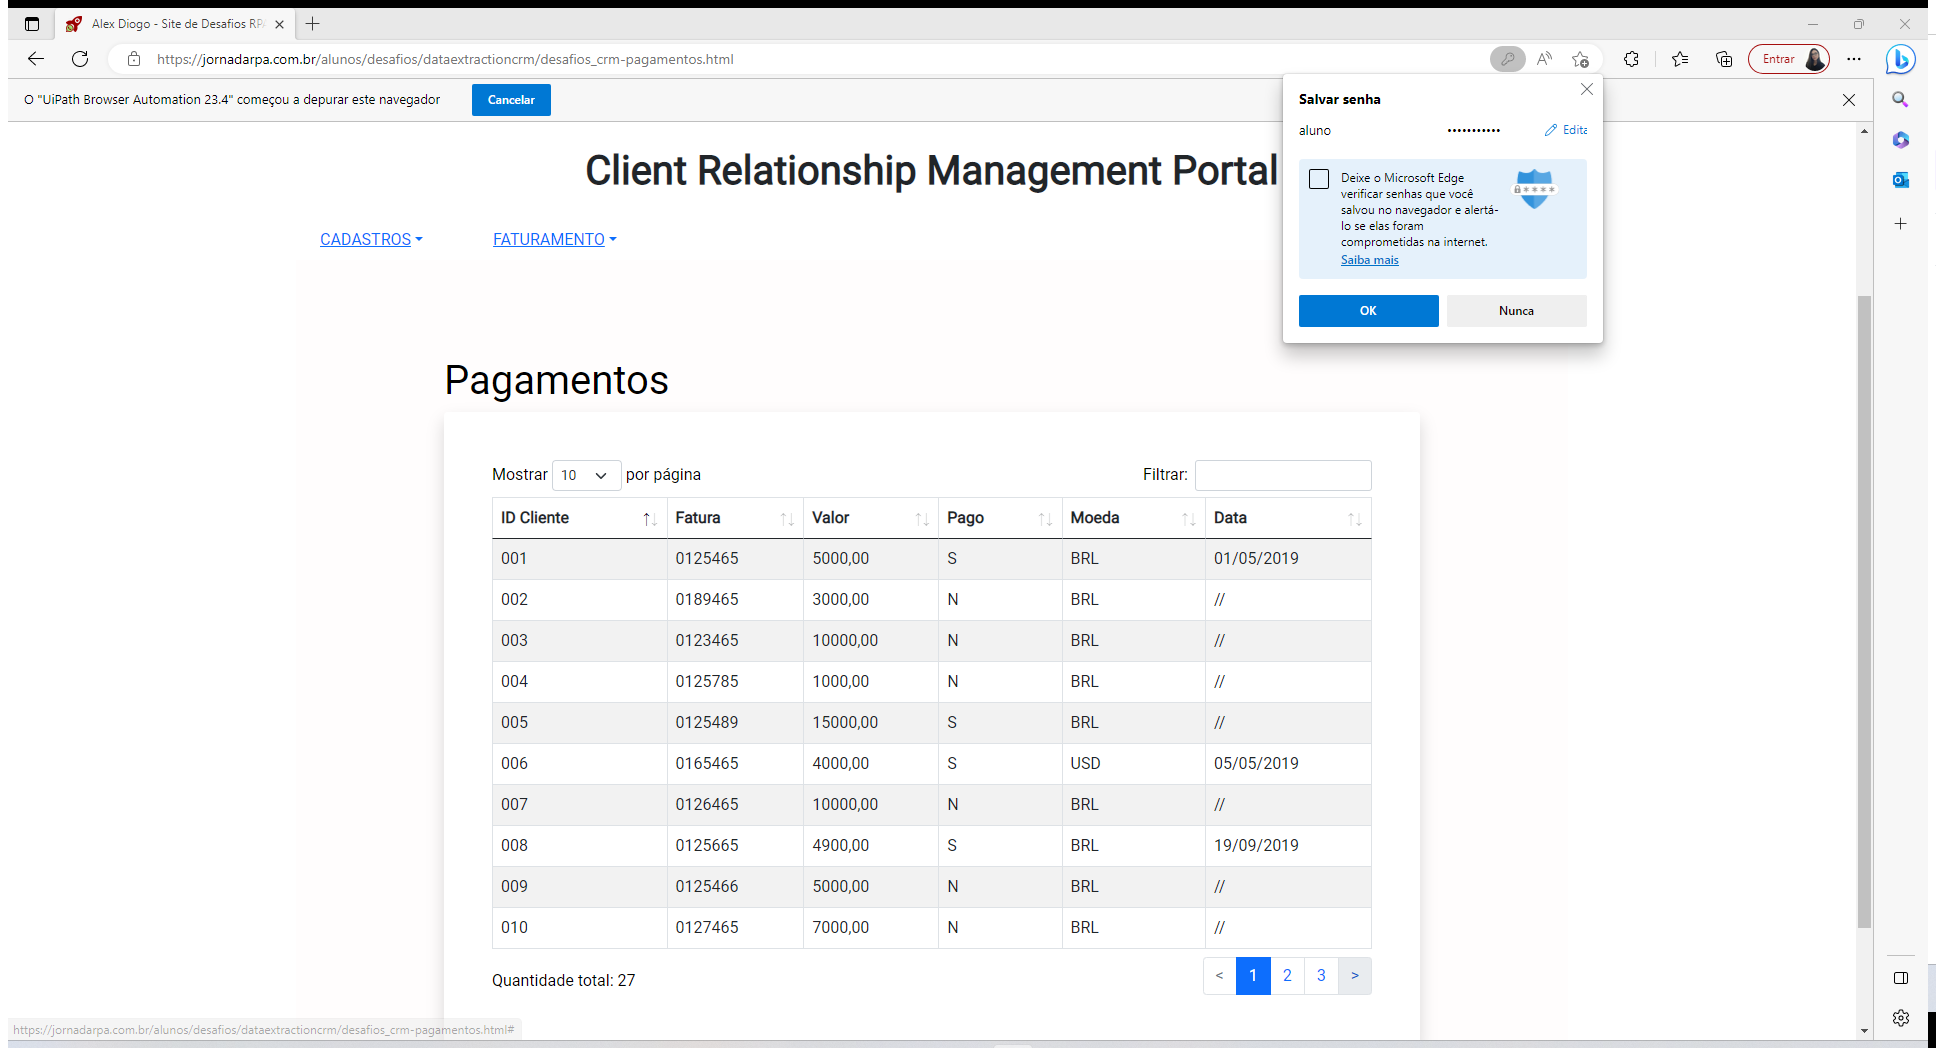 Alex Diogo - Site de Desafios RPA
https://jornadarpa.com.br/alunos/desafios/dataextractioncrm/desafios_crm-pagamentos.html
Entrar
O "UiPath Browser Automation 23.4" começou a depurar este navegador
Cancelar
Salvar senha
aluno ••••••••••• Edita
Deixe o Microsoft Edge
verificar senhas que você
salvou no navegador e alertá-
lo se elas foram
comprometidas na internet.
Saiba mais
OK Nunca
Client Relationship Management Portal
CADASTROS FATURAMENTO
Pagamentos
Mostrar 10 por página Filtrar:
ID Cliente Fatura Valor Pago Moeda Data
001 0125465 5000,00 S BRL 01/05/2019
002 0189465 3000,00 N BRL //
003 0123465 10000,00 N BRL //
004 0125785 1000,00 N BRL //
005 0125489 15000,00 S BRL //
006 0165465 4000,00 S USD 05/05/2019
007 0126465 10000,00 N BRL //
008 0125665 4900,00 S BRL 19/09/2019
009 0125466 5000,00 N BRL //
010 0127465 7000,00 N BRL //
Quantidade total: 27 < 1 2 3 >
https://jornadarpa.com.br/alunos/desafios/dataextractioncrm/desafios_crm-pagamentos.html#